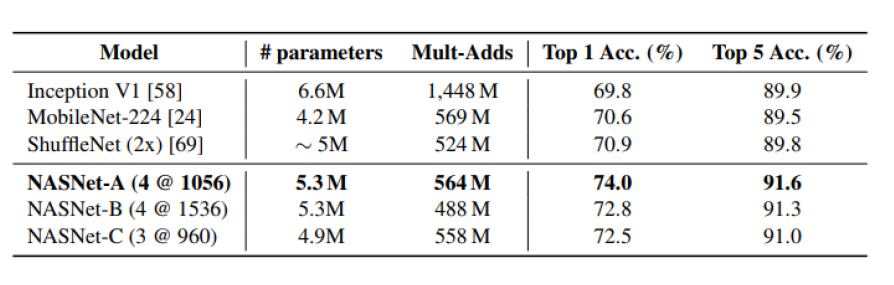 Model # parameters Mult-Adds Top 1 Acc. (%) Top 5 Acc. (%)
Inception V1 [58] 6.6M 1,448 M 69.8 89.9
MobileNet-224 [24] 4.2 M 569 M 70.6 89.5
ShuffleNet (2x) [69] ∼ 5M 524 M 70.9 89.8
NASNet-A (4 @ 1056) 5.3 M 564 M 74.0 91.6
NASNet-B (4 @ 1536) 5.3M 488 M 72.8 91.3
NASNet-C (3 @ 960) 4.9M 558 M 72.5 91.0